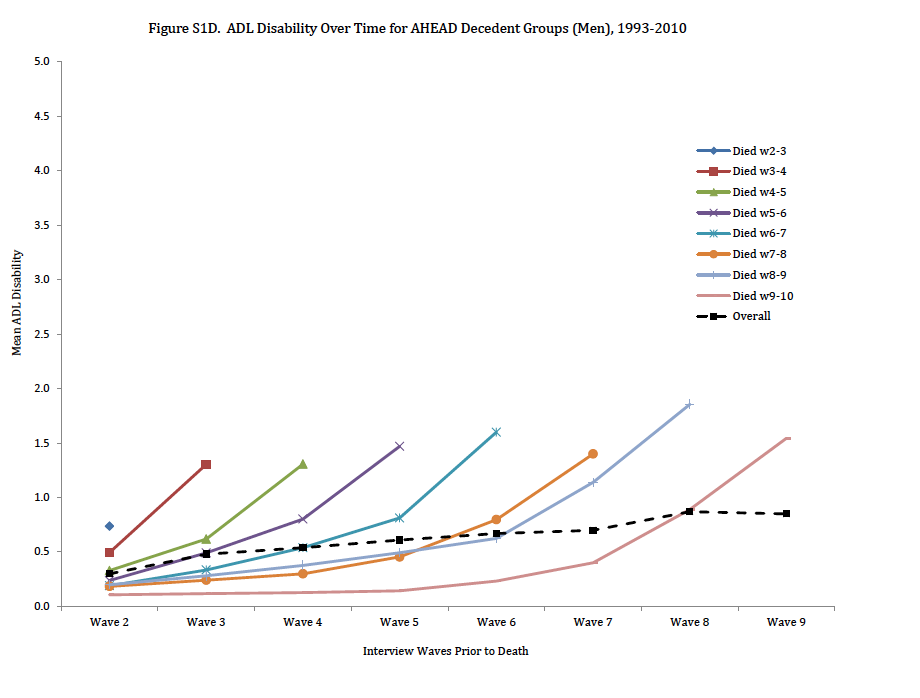 Figure S1D.  ADL Disability Over Time for AHEAD Decedent Groups (Men), 1993-2010
5.0
4.5
4.0
3.5
3.0
2.5
2.0
1.5
1.0
0.5
0.0
Mean ADL Disability
Died w2-3
Died w3-4
Died w4-5
Died w5-6
Died w6-7
Died w7-8
Died w8-9
Died w9-10
Overall
Wave 2 Wave 3 Wave 4 Wave 5 Wave 6 Wave 7 Wave 8 Wave 9
Interview Waves Prior to Death